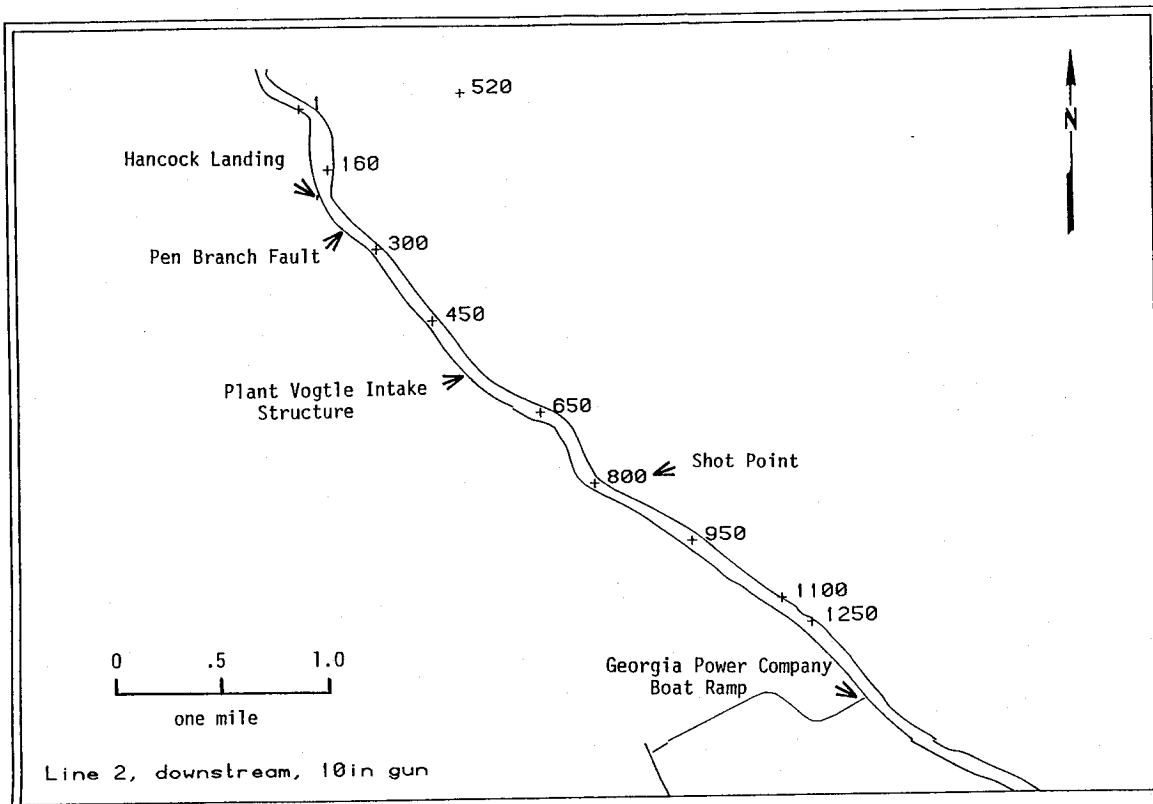 520
1
N
Hancock Landing
160
Pen Branch Fault
300
450
Plant Vogtle Intake
Structure
650
Shot Point
800
950
1100
1250
0 .5 1.0
one mile
Georgia Power Company
Boat Ramp
Line 2, downstream, 10in gun